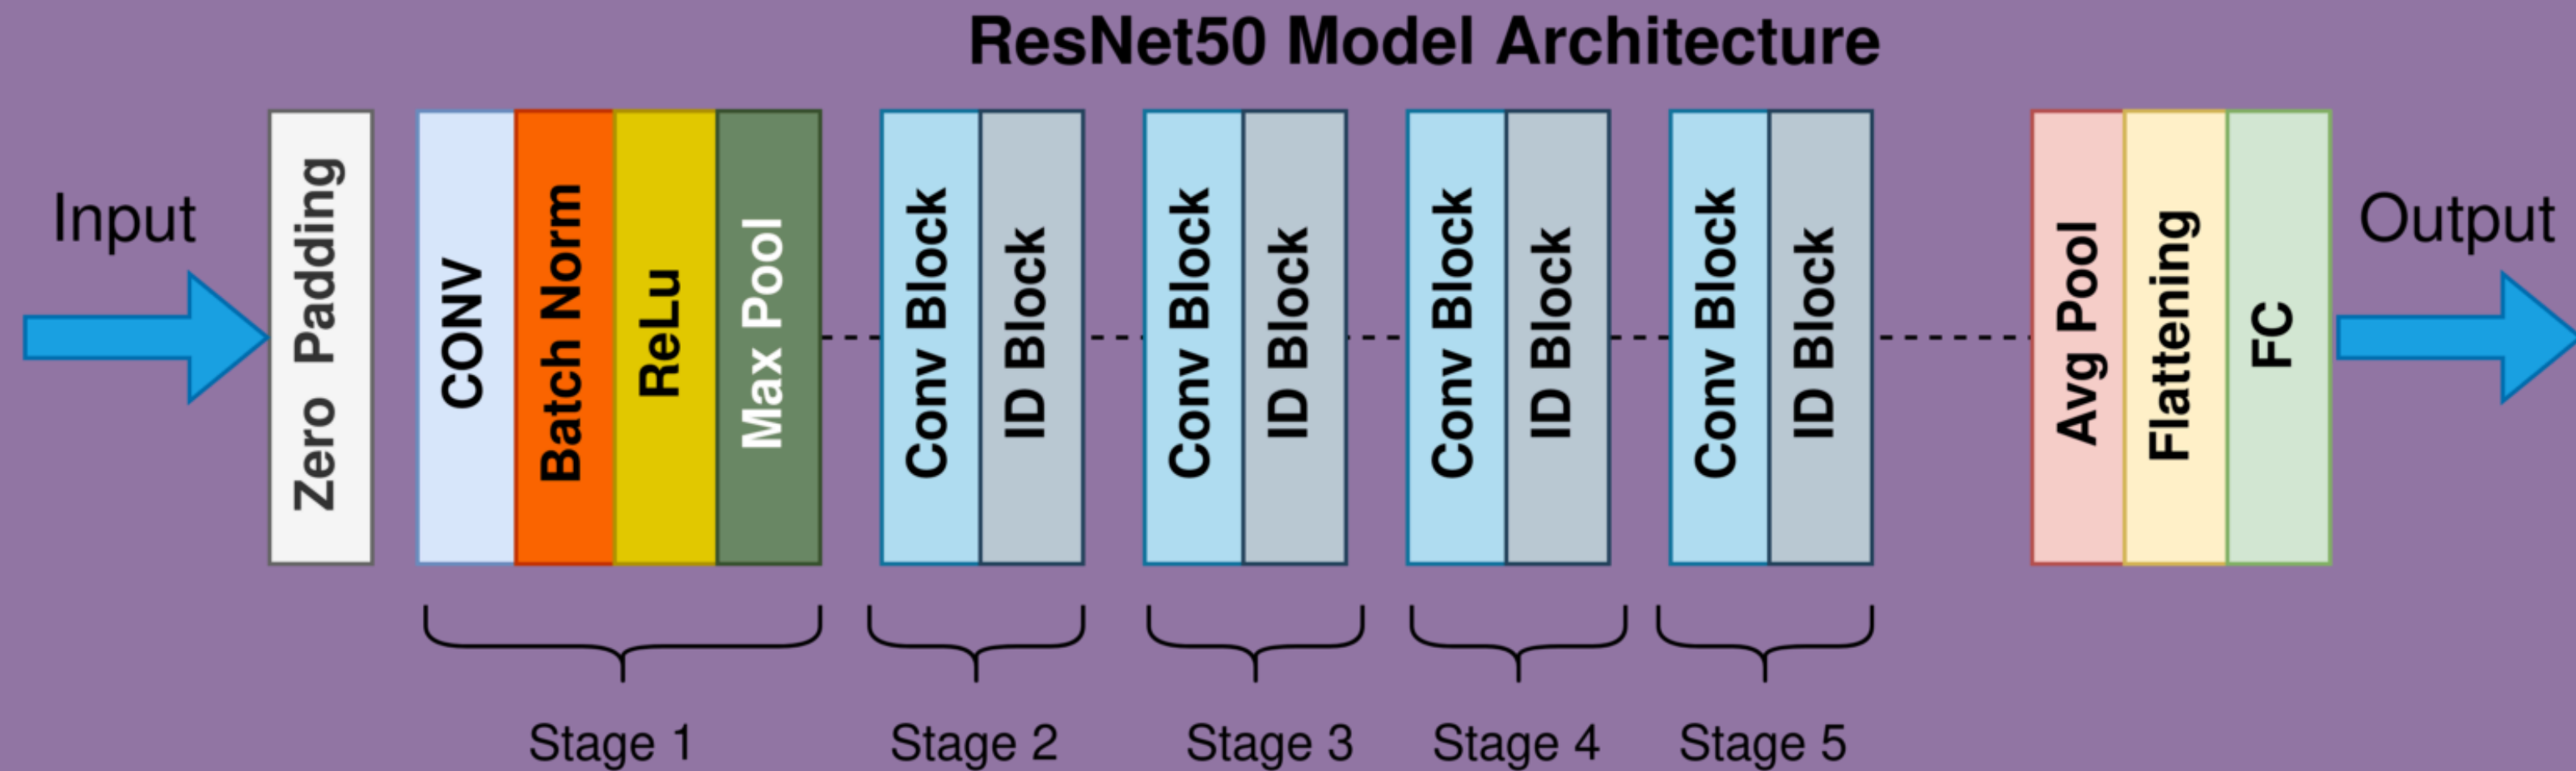 ResNet50 Model Architecture
Input
Zero Padding
CONV
Batch Norm
ReLu
Max Pool
Conv Block
ID Block
Conv Block
ID Block
Conv Block
ID Block
Conv Block
ID Block
Avg Pool
Flattening
FC
Output
Stage 1
Stage 2
Stage 3
Stage 4
Stage 5